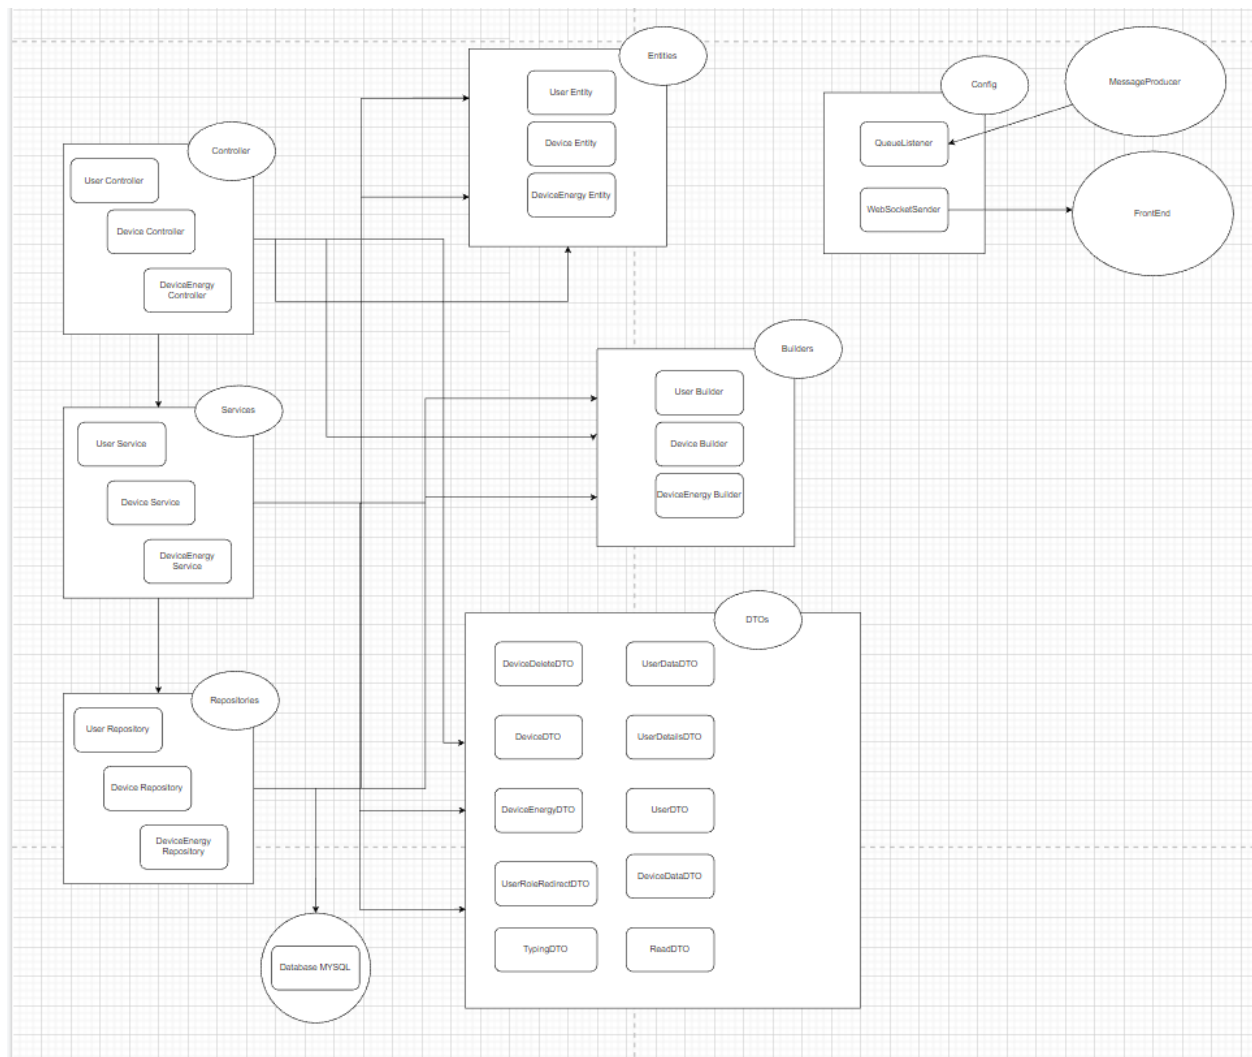 Entities
User Entity
Device Entity
DeviceEnergy Entity
Config
QueueListener
WebSocketSender
MessageProducer
FrontEnd
Controller
User Controller
Device Controller
DeviceEnergy
Controller
Services
User Service
Device Service
DeviceEnergy
Service
Builders
User Builder
Device Builder
DeviceEnergy Builder
Repositories
User Repository
Device Repository
DeviceEnergy
Repository
Database MYSQL
DTOs
DeviceDeleteDTO
UserDataDTO
DeviceDTO
UserDetailsDTO
DeviceEnergyDTO
UserDTO
UserRoleRedirectDTO
DeviceDataDTO
TypingDTO
ReadDTO